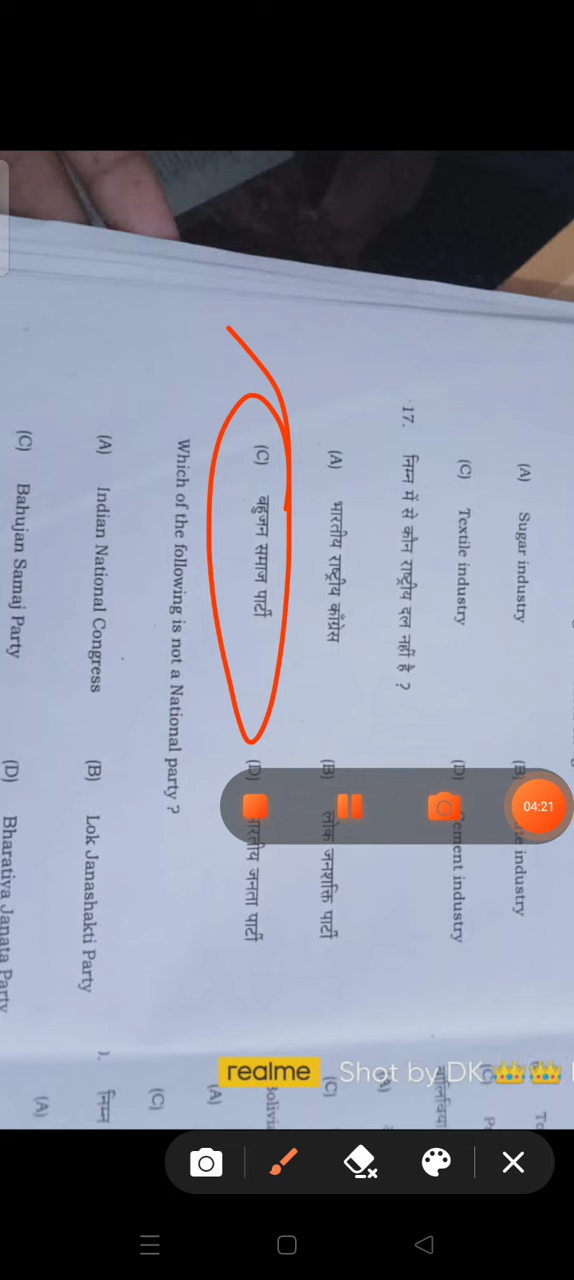 (A) Sugar industry
(C) Textile industry
(D)
industry
17. निम्न में से कौन राष्ट्रीय दल नहीं है ?
(A) भारतीय राष्ट्रीय काँग्रेस (B) लोक जनशक्ति पार्टी
(C) बहुजन समाज पार्टी (D) जनता पार्टी
Which of the following is not a National party ?
(A) Indian National Congress (B) Lok Janashakti Party
(C) Bahujan Samaj Party (D) Bharatiya Janata Party
निम्न
(A)
(C)
(A)
(C)
04:21
realme Shot by DK